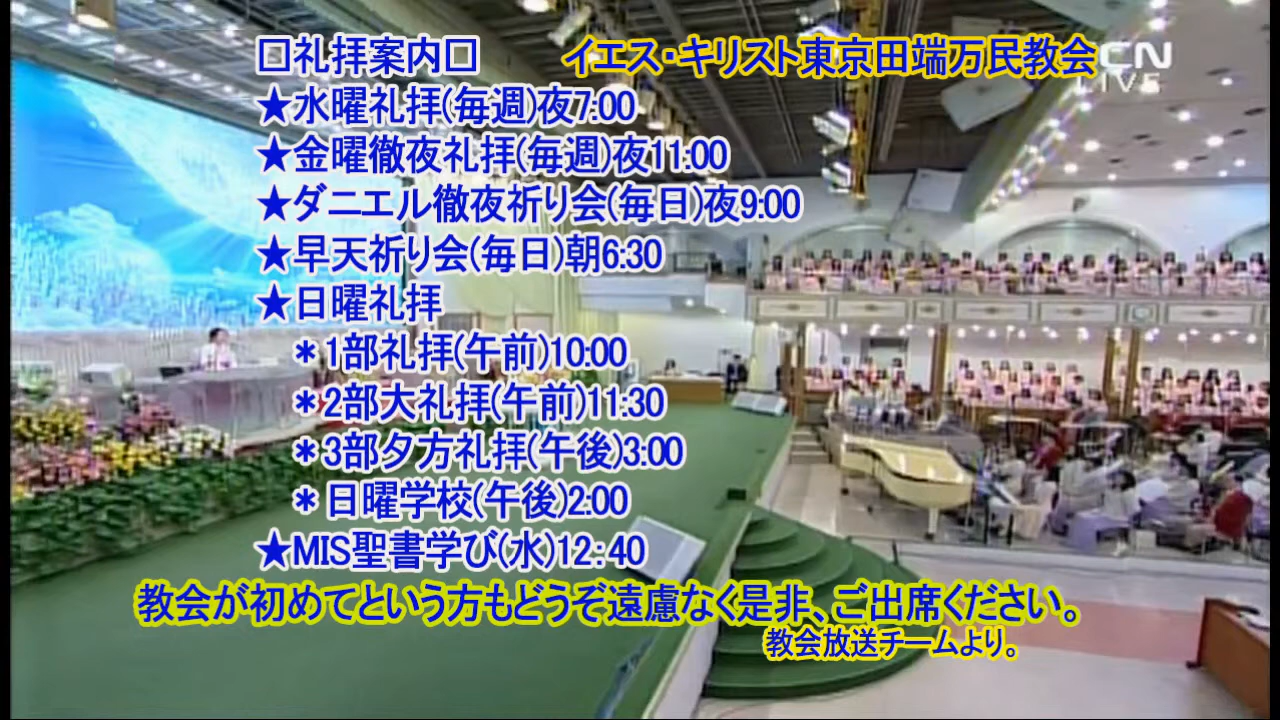 □礼拝案内□ イエス・キリスト東京田端万民教会
CN
LIVE
★水曜礼拝(毎週)夜7:00
★金曜徹夜礼拝(毎週)夜11:00
★ダニエル徹夜祈り会(毎日)夜9:00
★早天祈り会(毎日)朝6:30
★日曜礼拝
*1部礼拝(午前)10:00
*2部大礼拝(午前)11:30
*3部夕方礼拝(午後)3:00
*日曜学校(午後)2:00
★MIS聖書学び(水)12:40
教会が初めてという方もどうぞ遠慮なく是非、ご出席ください。
教会放送チームより。